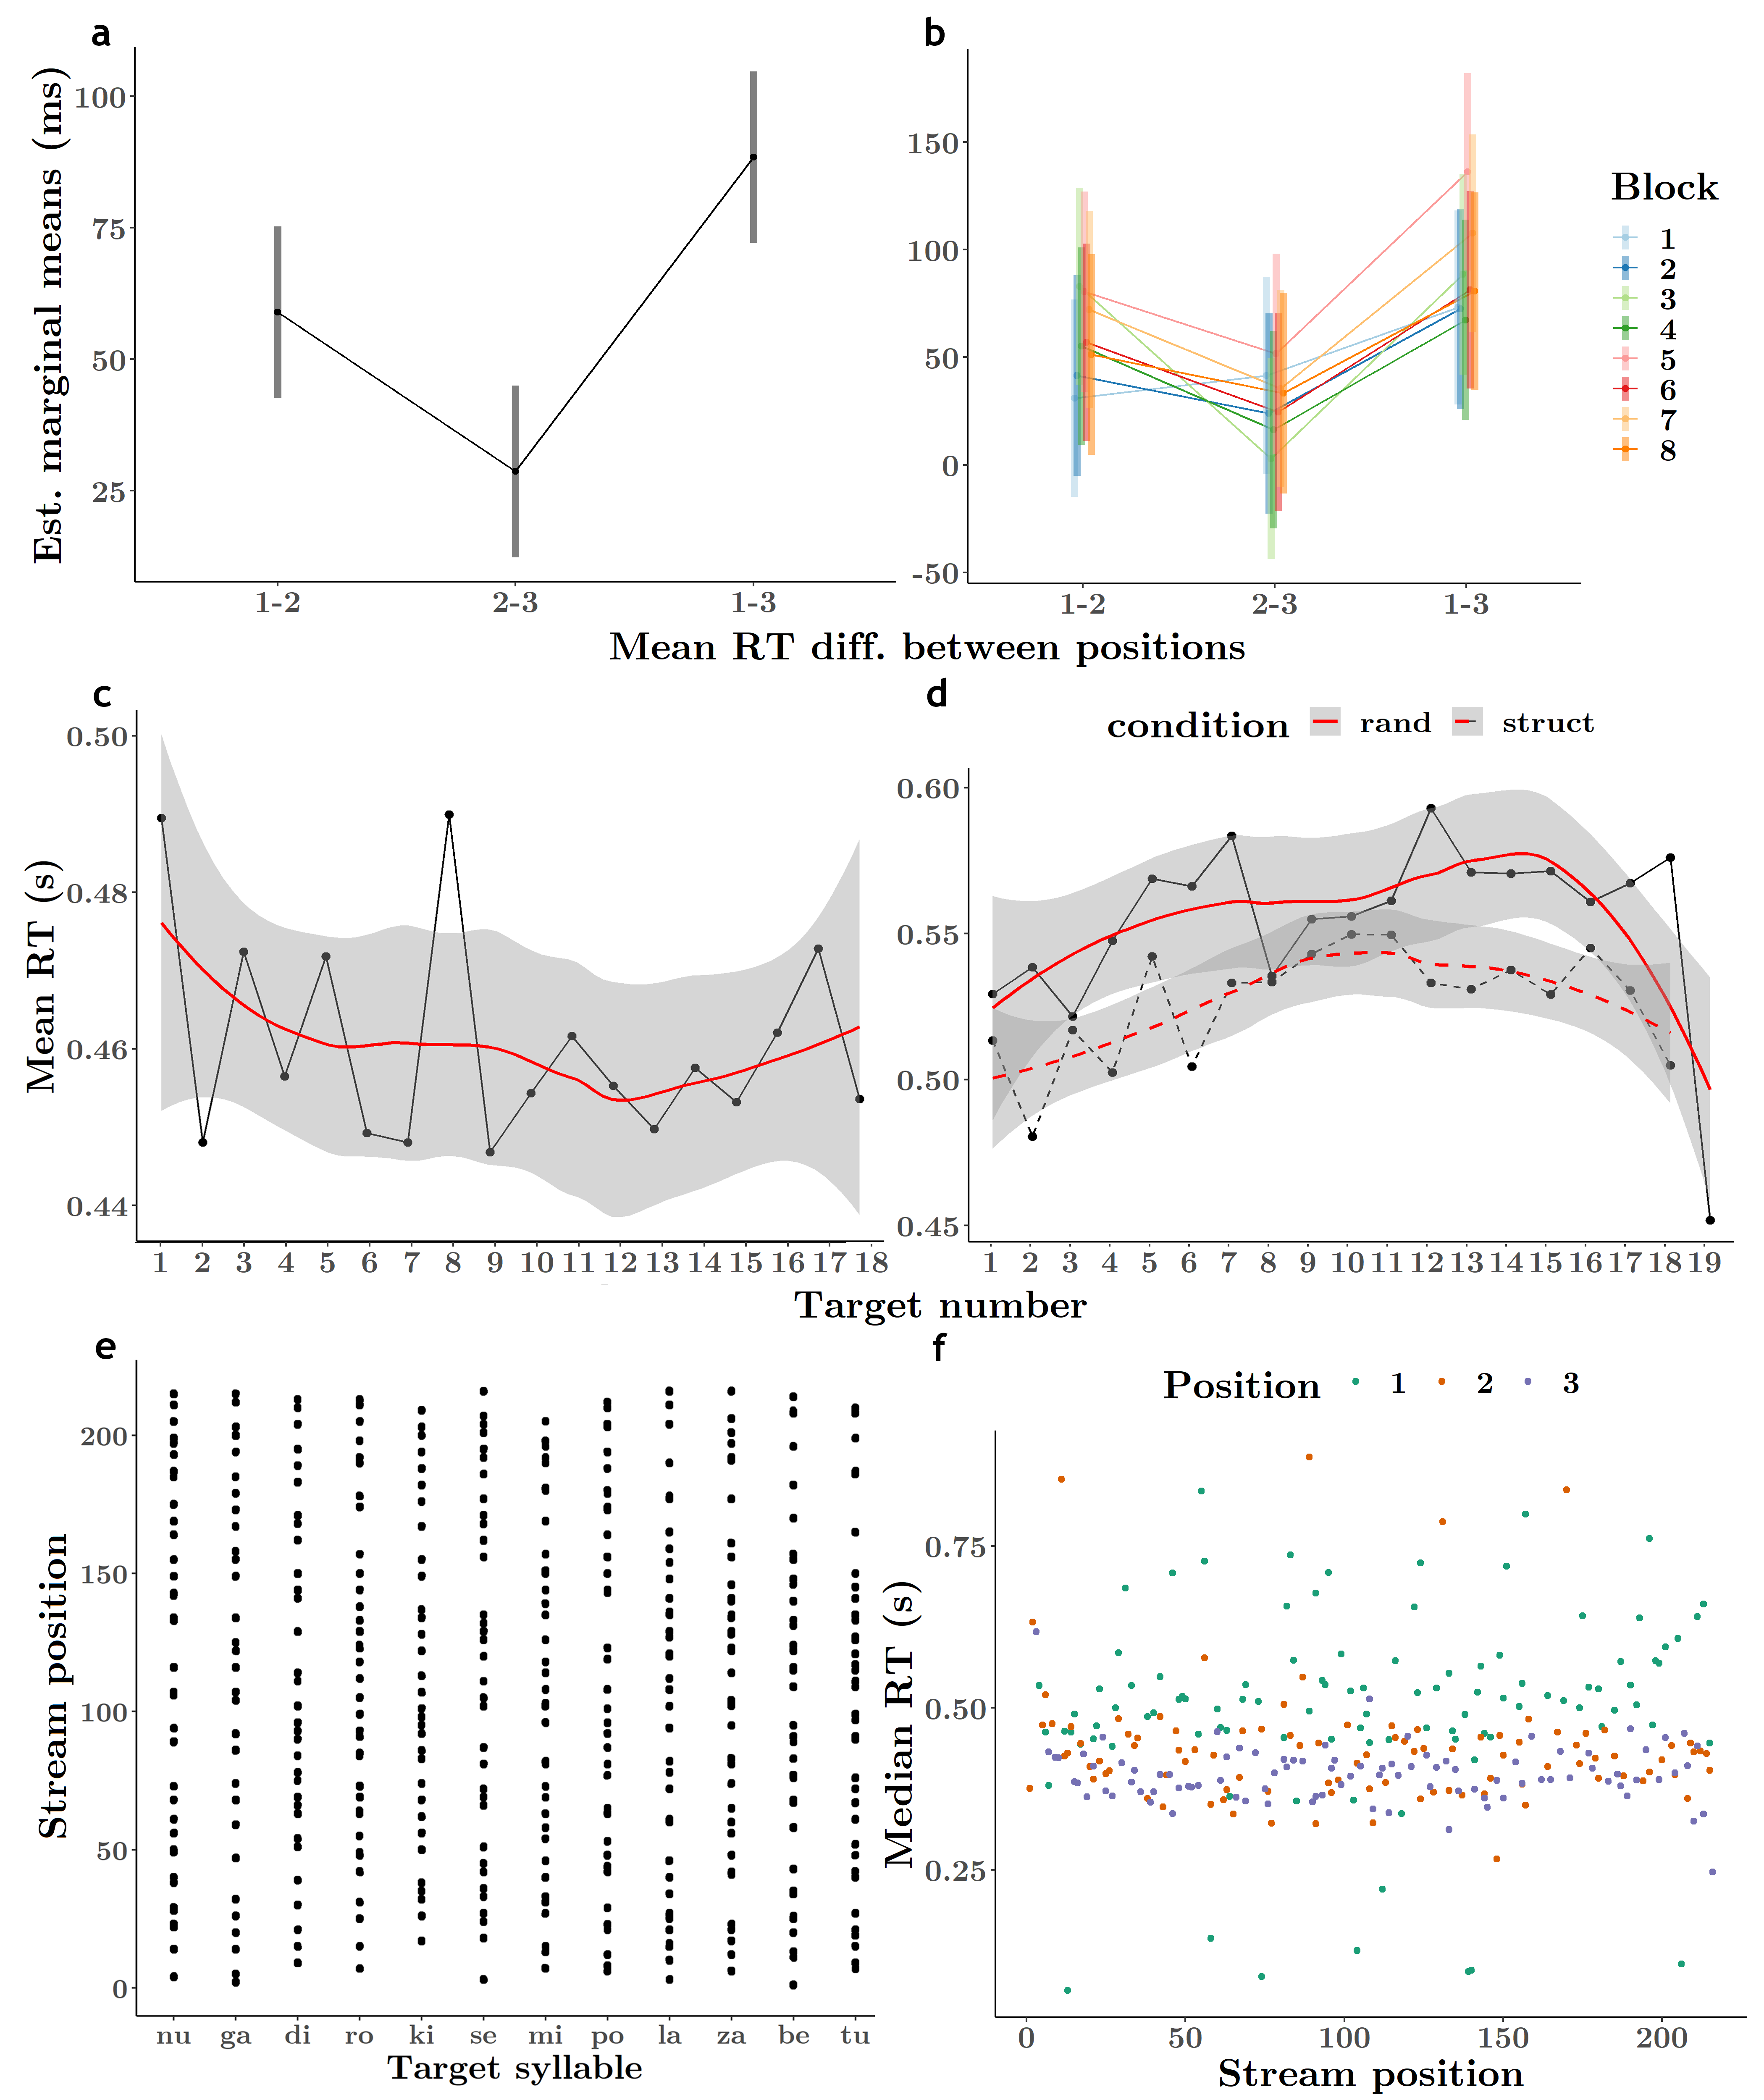 a
b
Est. marginal means (ms)
100
75
50
25
1-2 2-3 1-3
150
100
50
0
-50
1-2 2-3 1-3
Block
1
2
3
4
5
6
7
8
Mean RT diff. between positions
c
d
condition rand struct
Mean RT (s)
0.50
0.48
0.46
0.44
1 2 3 4 5 6 7 8 9 10 11 12 13 14 15 16 17 18
0.60
0.55
0.50
0.45
1 2 3 4 5 6 7 8 9 10 11 12 13 14 15 16 17 18 19
Target number
e
f
Stream position
200
150
100
50
0
nu ga di ro ki se mi po la za be tu
Target syllable
Position 1 2 3
Median RT (s)
0.75
0.50
0.25
0 50 100 150 200
Stream position